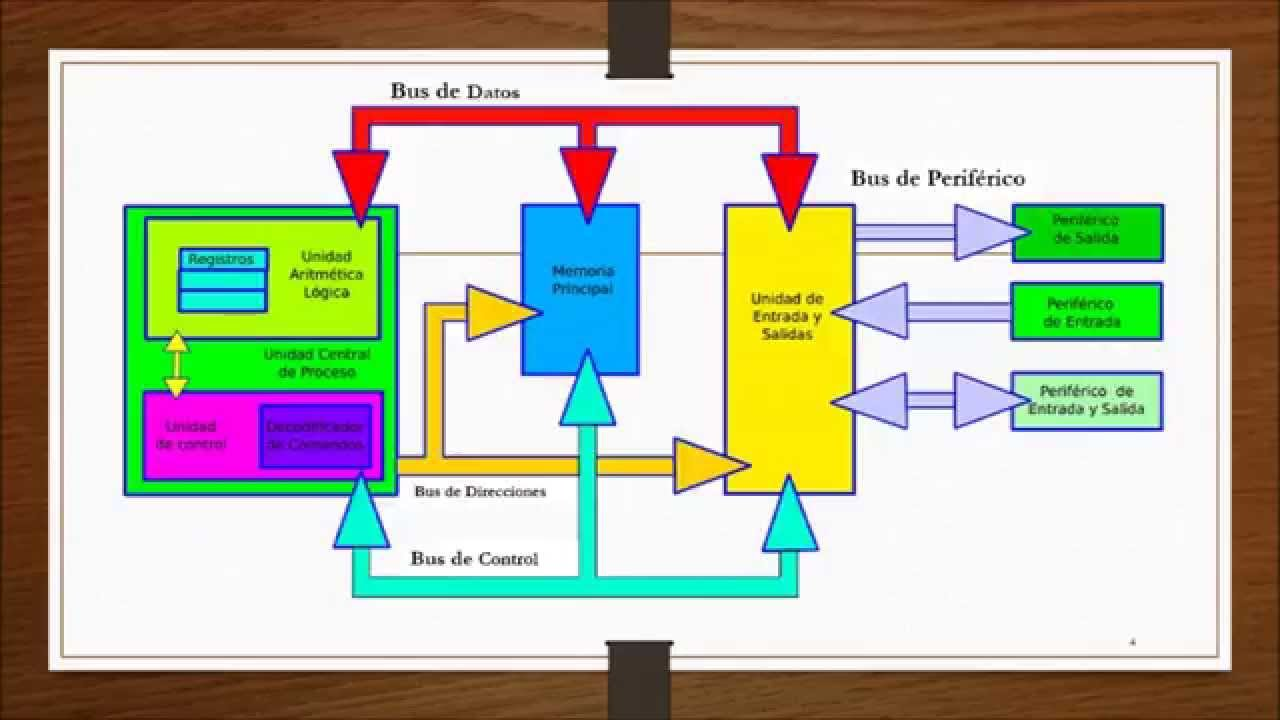 Bus de Datos
Bus de Periférico
Registros
Unidad
Aritmética
Lógica
Unidad Central
de Proceso
Unidad
de control
Decodificador
de Comandos
Memoria
Principal
Unidad de
Entrada y
Salidas
Periférico
de Salida
Periférico
de Entrada
Periférico de
Entrada y Salida
Bus de Direcciones
Bus de Control
4